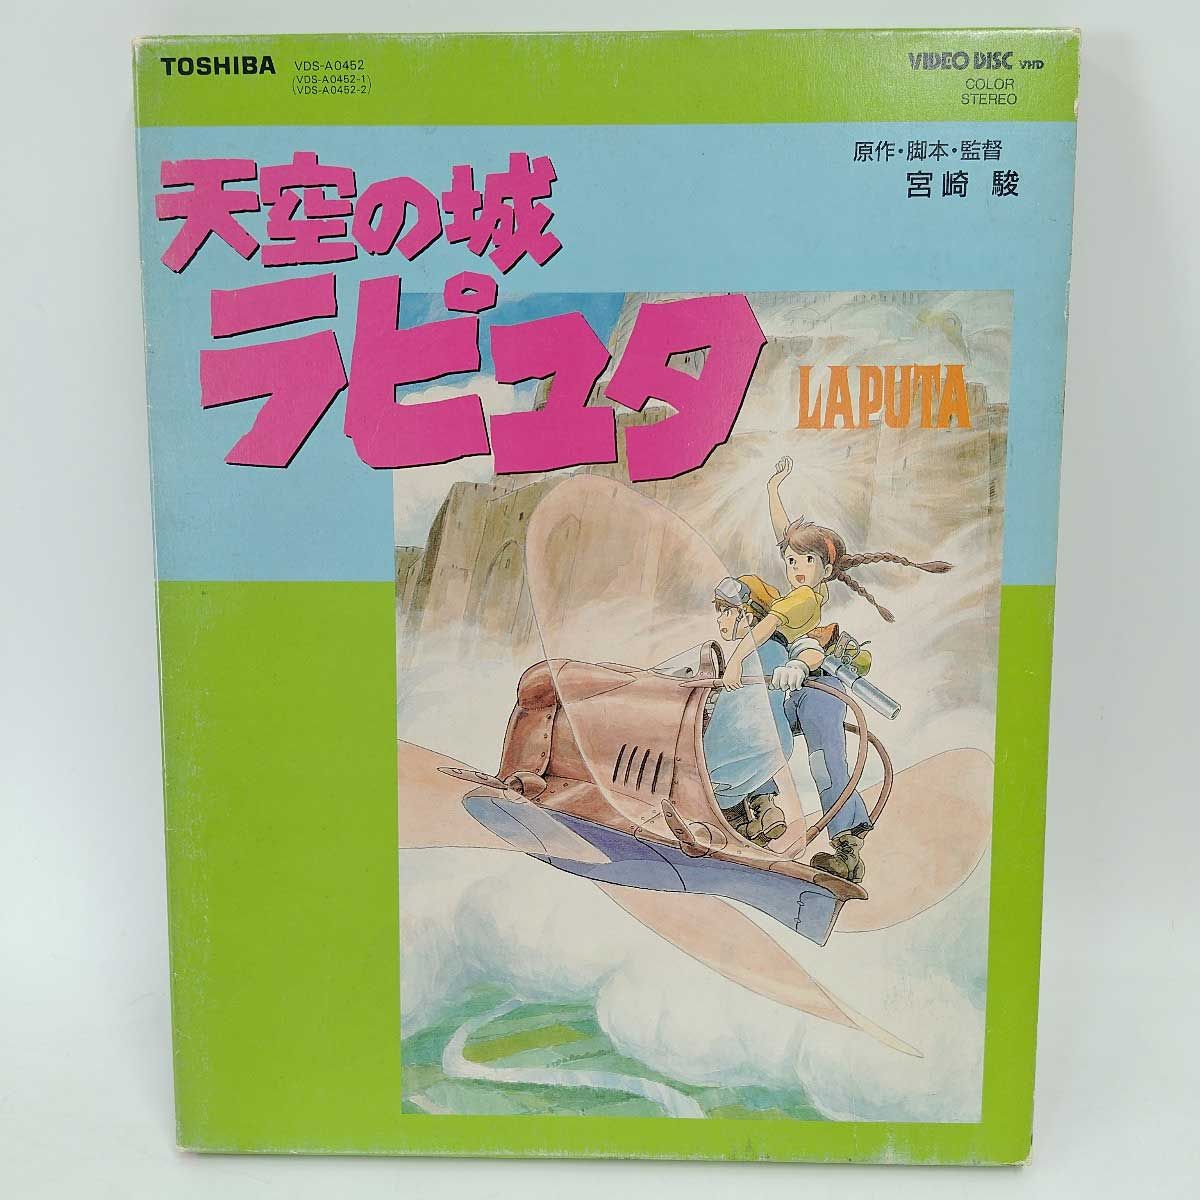 TOSHIBA VDS-A0452
(VDS-A0452-1)
(VDS-A0452-2)
VIDEO DISC VHD
COLOR
STEREO
原作・脚本・監督
宮崎 駿
天空の城
ラピュタ
LAPUTA